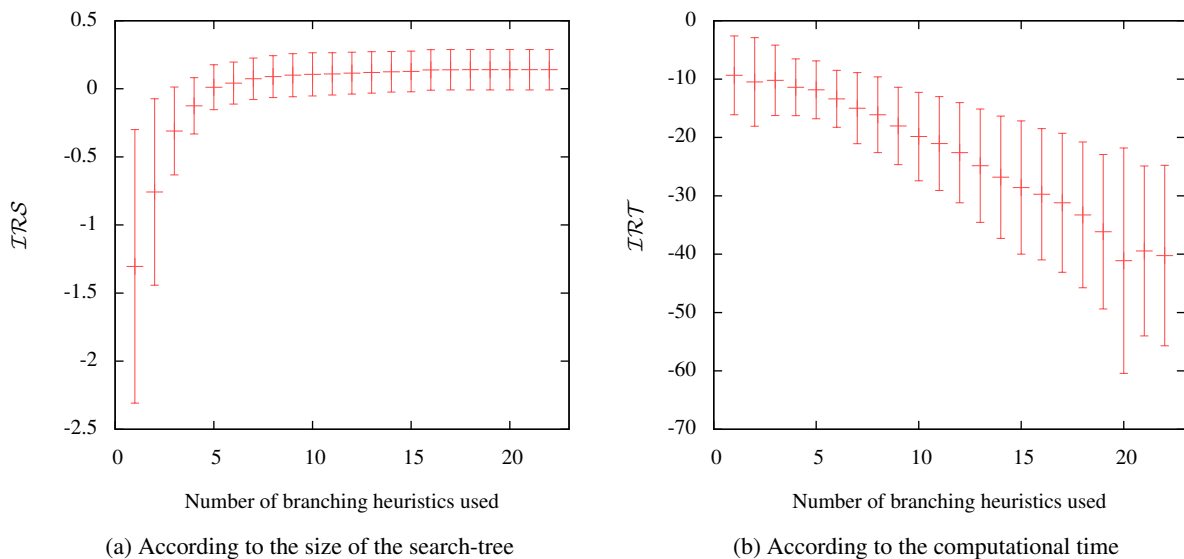 0.5
0
-0.5
-1
-1.5
-2
-2.5
IRS
0 5 10 15 20
Number of branching heuristics used
(a) According to the size of the search-tree
0
-10
-20
-30
-40
-50
-60
-70
IRT
0 5 10 15 20
Number of branching heuristics used
(b) According to the computational time